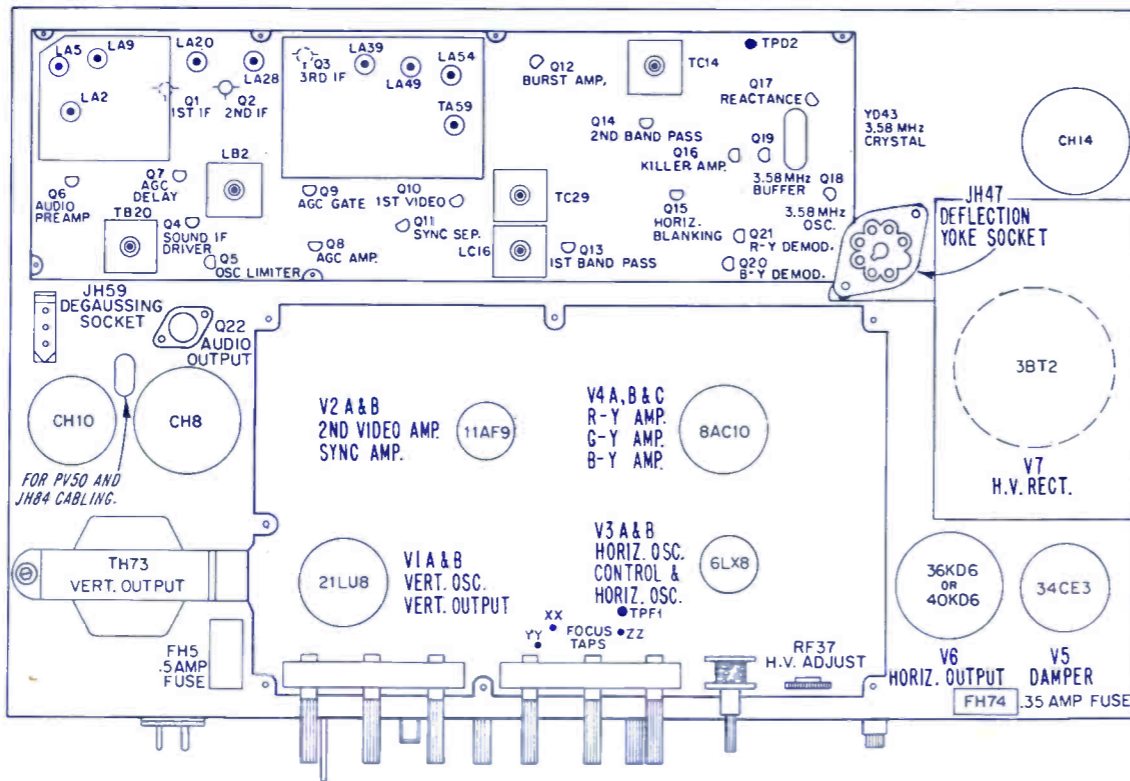 LA5
LA9
LA20
LA28
LA2
Q1
1ST IF
Q2
2ND IF
Q3
3RD IF
LA39
LA49
LA54
TA59
Q12
BURST AMP.
TC14
TPD2
Q17
REACTANCE
YD43
3.58 MHz
CRYSTAL
CH14
Q14
2ND BAND PASS
Q16
KILLER AMP.
Q19
3.58 MHz
BUFFER
Q18
3.58 MHz
OSC.
Q6
AUDIO
PREAMP
Q7
AGC
DELAY
LB2
TB20
Q4
SOUND IF
DRIVER
Q5
OSC LIMITER
Q9
AGC GATE
Q10
1ST VIDEO
Q11
SYNC SEP.
Q8
AGC AMP.
TC29
LC16
Q13
1ST BAND PASS
Q15
HORIZ.
BLANKING
Q21
R-Y DEMOD.
Q20
B-Y DEMOD.
JH47
DEFLECTION
YOKE SOCKET
JH59
DEGAUSSING
SOCKET
Q22
AUDIO
OUTPUT
CH10
CH8
FOR PV50 AND
JH84 CABLING.
V2 A & B
2ND VIDEO AMP.
SYNC AMP.
11AF9
V4 A, B & C
R-Y AMP.
G-Y AMP.
B-Y AMP.
8AC10
3BT2
V7
H.V. RECT.
TH73
VERT. OUTPUT
21LU8
V1 A & B
VERT. OSC.
VERT. OUTPUT
V3 A & B
HORIZ. OSC.
CONTROL &
HORIZ. OSC.
6LX8
TPF1
XX
YY
FOCUS
TAPS
ZZ
36KD6
OR
40KD6
34CE3
FH5
.5 AMP
FUSE
RF37
H.V. ADJUST
V6
HORIZ. OUTPUT
V5
DAMPER
FH74
.35 AMP FUSE